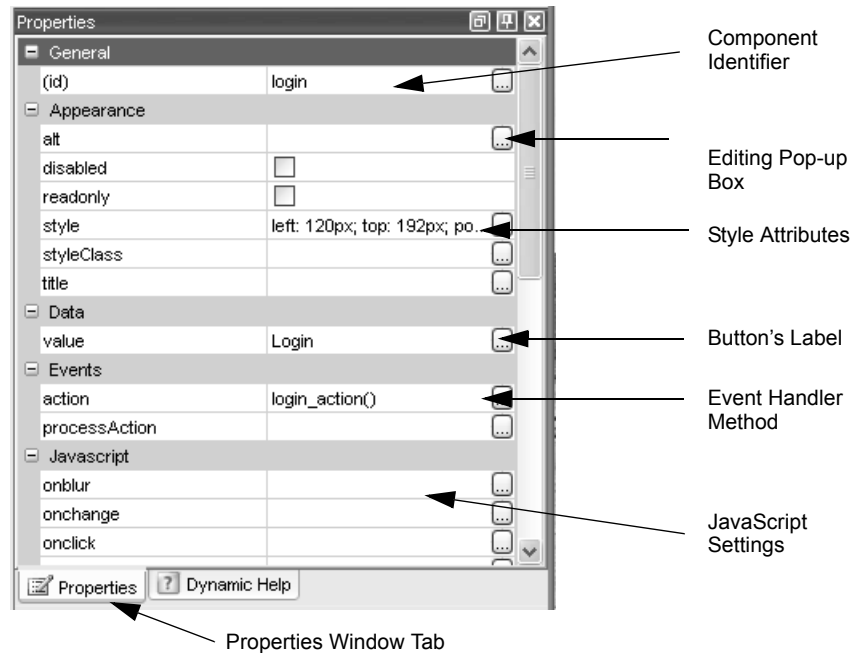 Properties
General
(id) login
Appearance
alt
disabled
readonly
style left: 120px; top: 192px; po...
styleClass
title
Data
value Login
Events
action login_action()
processAction
Javascript
onblur
onchange
onclick
Properties ? Dynamic Help
Component
Identifier
Editing Pop-up
Box
Style Attributes
Button's Label
Event Handler
Method
JavaScript
Settings
Properties Window Tab